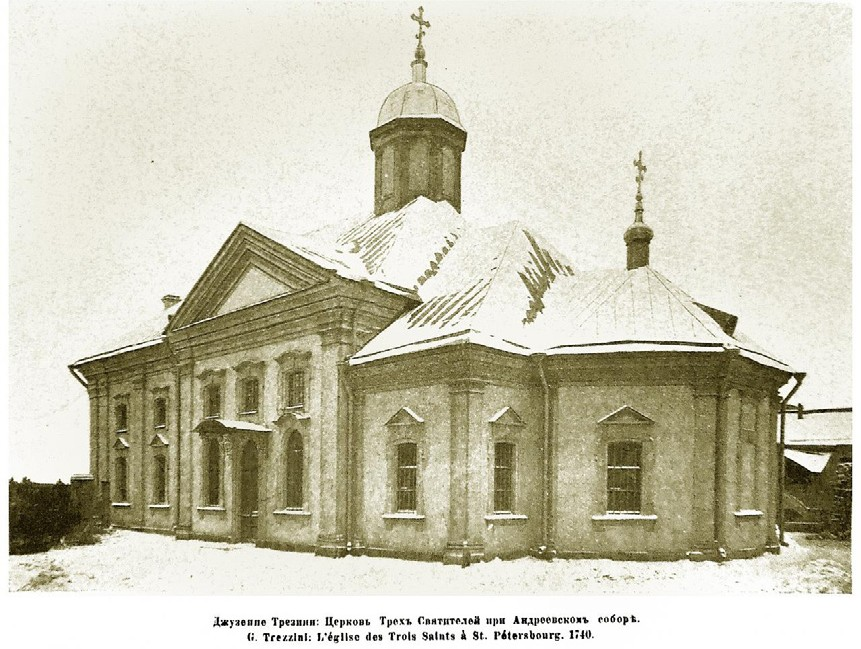 Джузеппе Трезини: Церковь Трехъ Святителей при Андреевскомъ соборѣ.
G. Trezzini: L'église des Trois Saints à St. Pétersbourg. 1740.